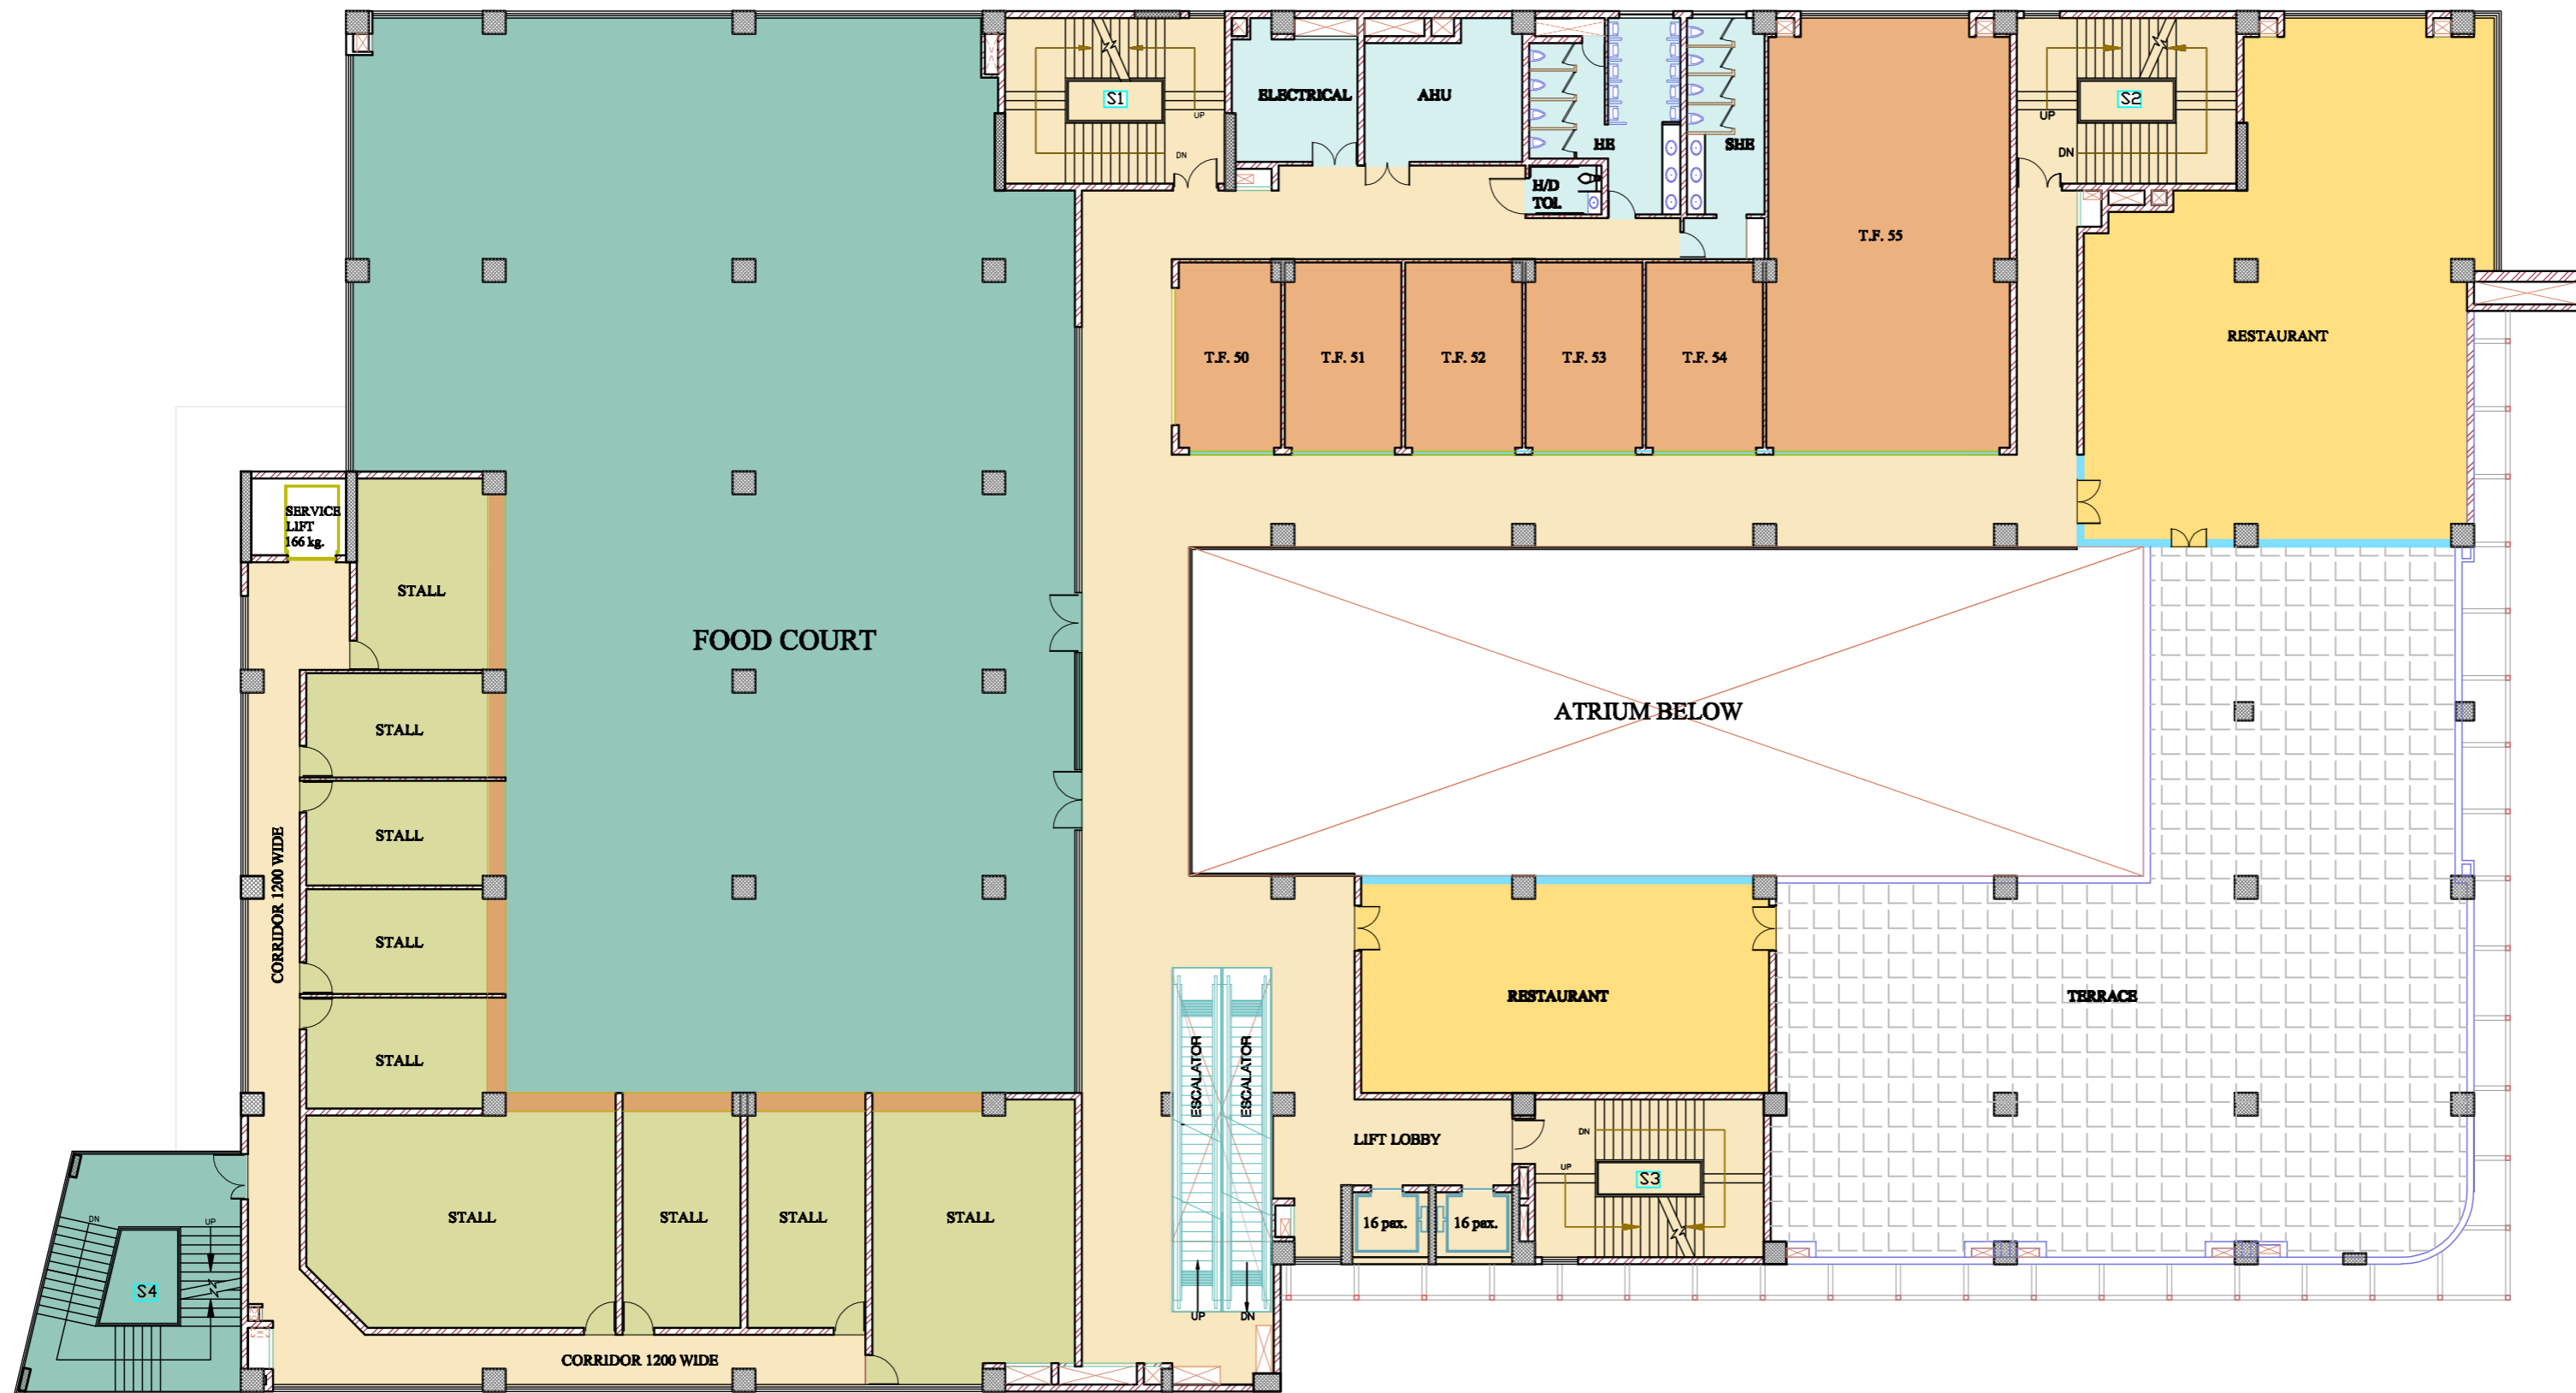 S1
UP
DN
ELECTRICAL
AHU
HE
SHE
H/D
TOI.
S2
UP
DN
T.F. 55
T.F. 50
T.F. 51
T.F. 52
T.F. 53
T.F. 54
RESTAURANT
SERVICE
LIFT
166 kg.
STALL
FOOD COURT
STALL
ATRIUM BELOW
STALL
CORRIDOR 1200 WIDE
STALL
STALL
RESTAURANT
TERRACE
ESCALATOR
ESCALATOR
LIFT LOBBY
DN
UP
S3
16 pax.
16 pax.
STALL
STALL
STALL
STALL
DN
UP
S4
UP
DN
CORRIDOR 1200 WIDE